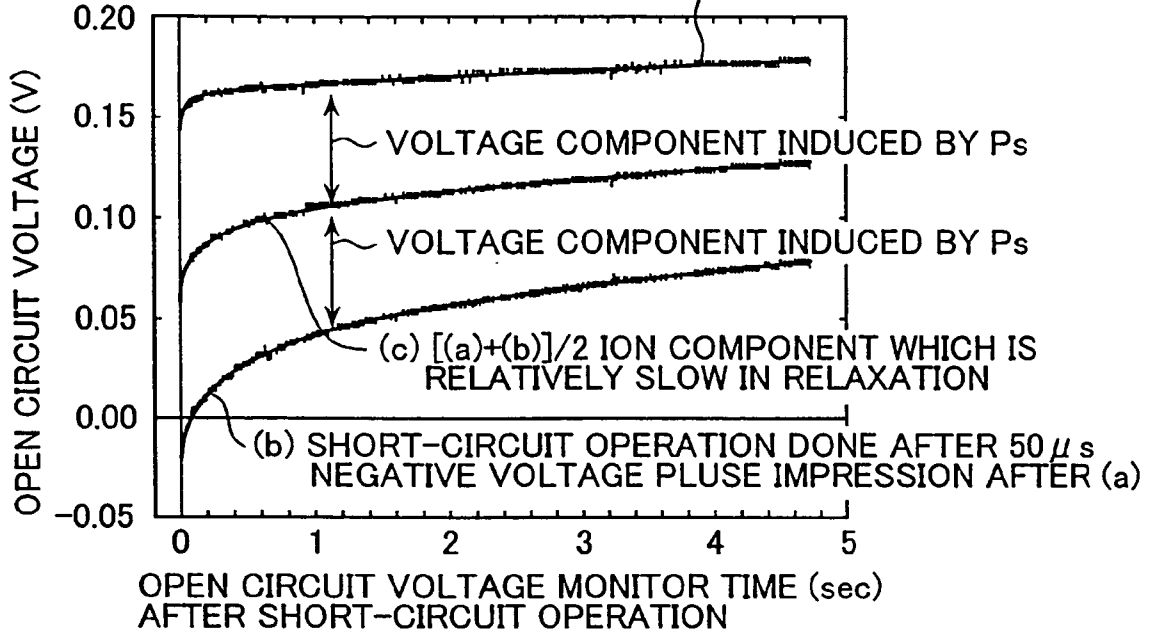 OPEN CIRCUIT VOLTAGE (V)
0.20
0.15
0.10
0.05
0.00
−0.05
VOLTAGE COMPONENT INDUCED BY Ps
VOLTAGE COMPONENT INDUCED BY Ps
(c) [(a)+(b)]/2 ION COMPONENT WHICH IS
RELATIVELY SLOW IN RELAXATION
(b) SHORT-CIRCUIT OPERATION DONE AFTER 50 μs
NEGATIVE VOLTAGE PLUSE IMPRESSION AFTER (a)
0 1 2 3 4 5
OPEN CIRCUIT VOLTAGE MONITOR TIME (sec)
AFTER SHORT-CIRCUIT OPERATION